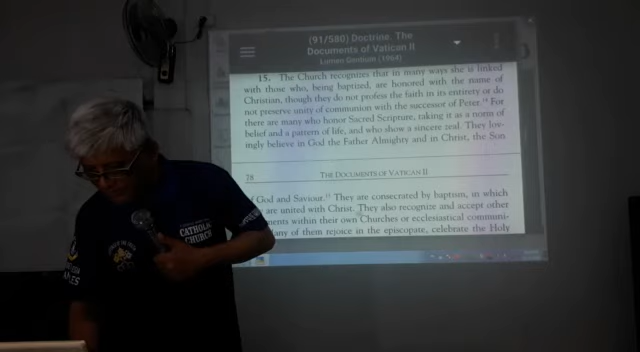 (91/580) Doctrine. The
Documents of Vatican II
Lumen Gentium (1964)
15. The Church recognizes that in many ways she is linked
with those who, being baptized, are honored with the name of
Christian, though they do not profess the faith in its entirety or do
not preserve unity of communion with the successor of Peter.14 For
there are many who honor Sacred Scripture, taking it as a norm of
belief and a pattern of life, and who show a sincere zeal. They lov-
ingly believe in God the Father Almighty and in Christ, the Son
28 THE DOCUMENTS OF VATICAN II
f God and Saviour.15 They are consecrated by baptism, in which
are united with Christ. They also recognize and accept other
ments within their own Churches or ecclesiastical communi-
any of them rejoice in the episcopate, celebrate the Holy
CATHOLIC
CHURCH